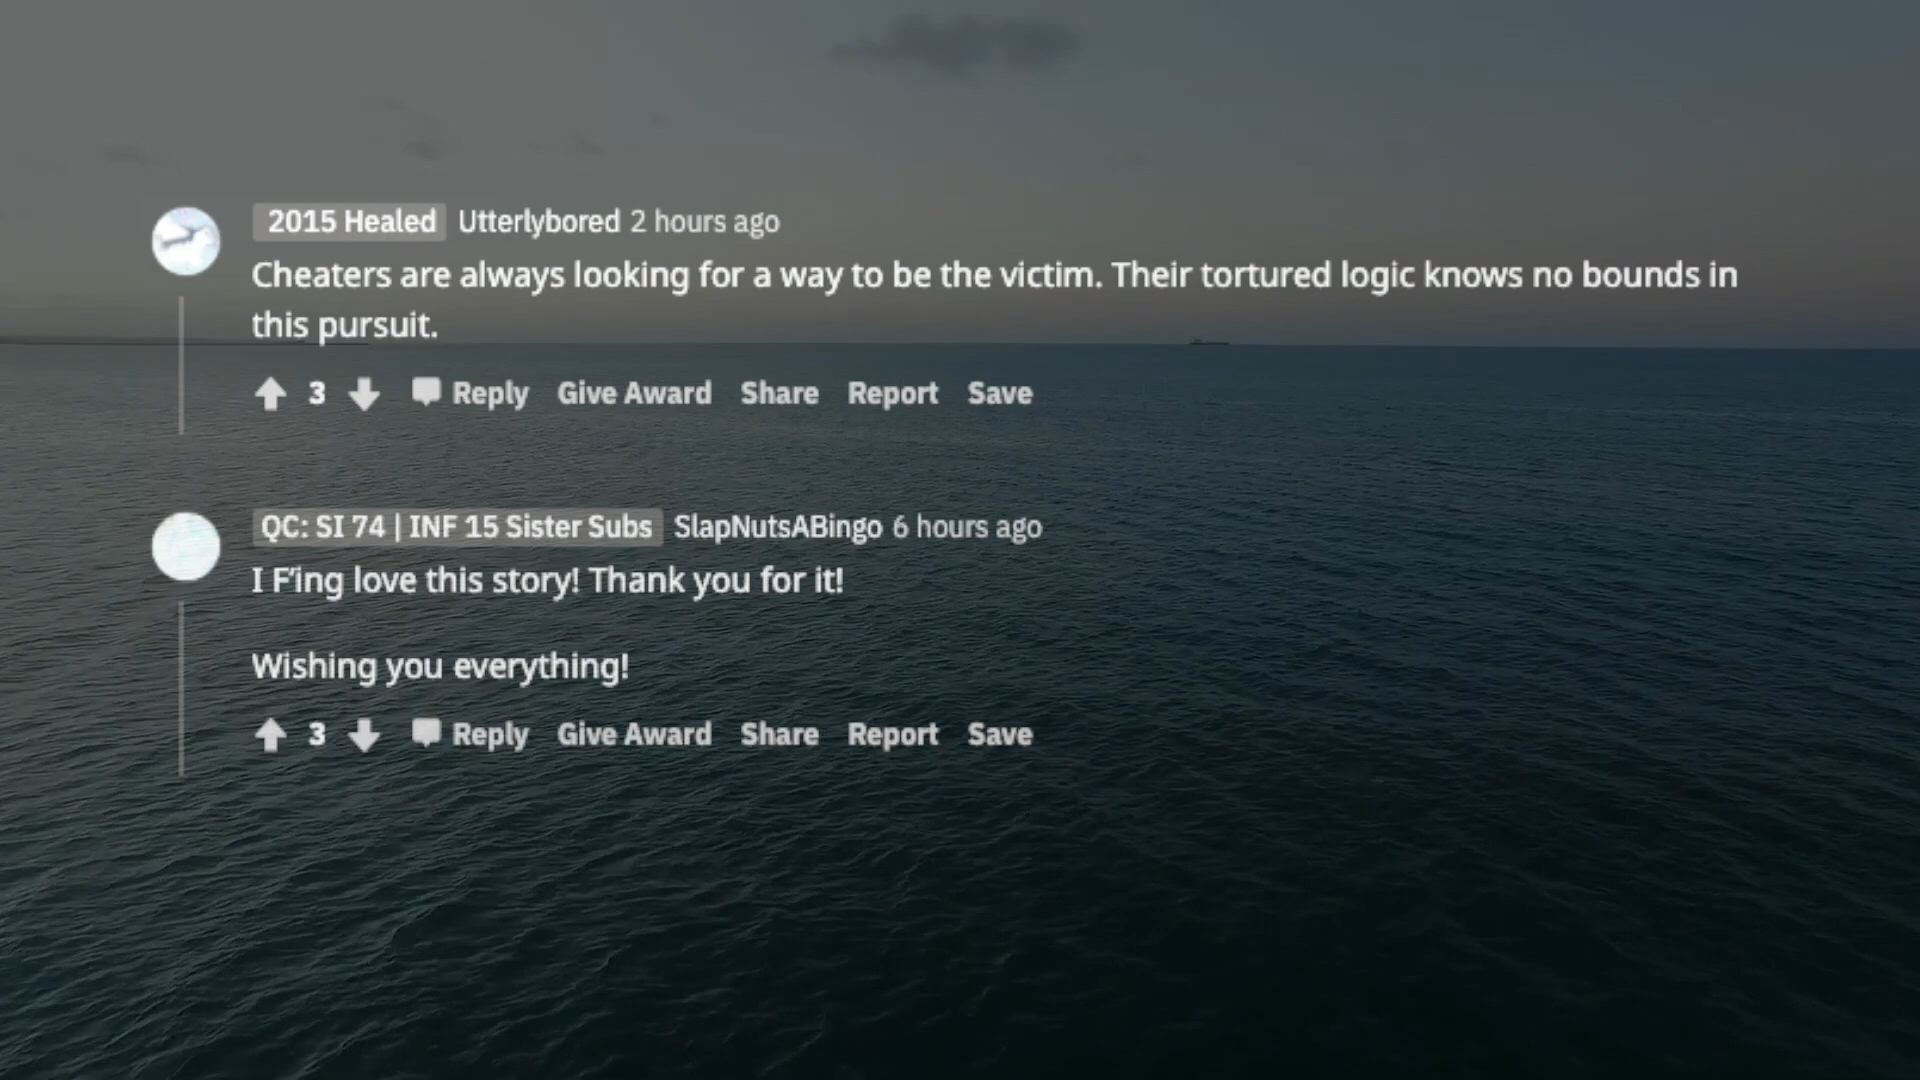 2015 Healed Utterlybored 2 hours ago
Cheaters are always looking for a way to be the victim. Their tortured logic knows no bounds in
this pursuit.
3 Reply Give Award Share Report Save
QC: SI 74 | INF 15 Sister Subs SlapNutsABingo 6 hours ago
I F'ing love this story! Thank you for it!
Wishing you everything!
3 Reply Give Award Share Report Save